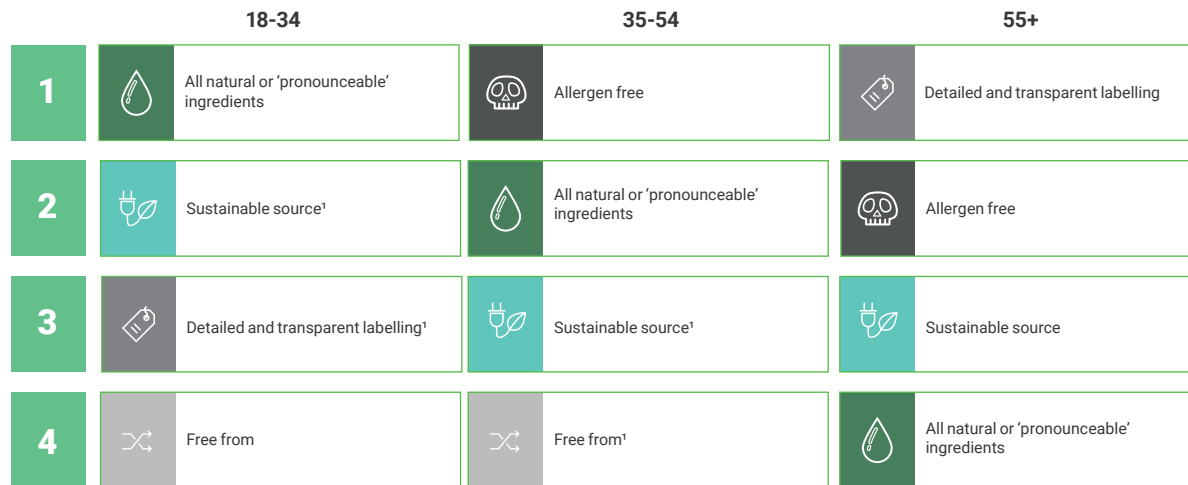 18-34 35-54 55+
1
All natural or ‘pronounceable’
ingredients
Allergen free
Detailed and transparent labelling
2
Sustainable source¹
All natural or ‘pronounceable’
ingredients
Allergen free
3
Detailed and transparent labelling¹
Sustainable source¹
Sustainable source
4
Free from
Free from¹
All natural or ‘pronounceable’
ingredients